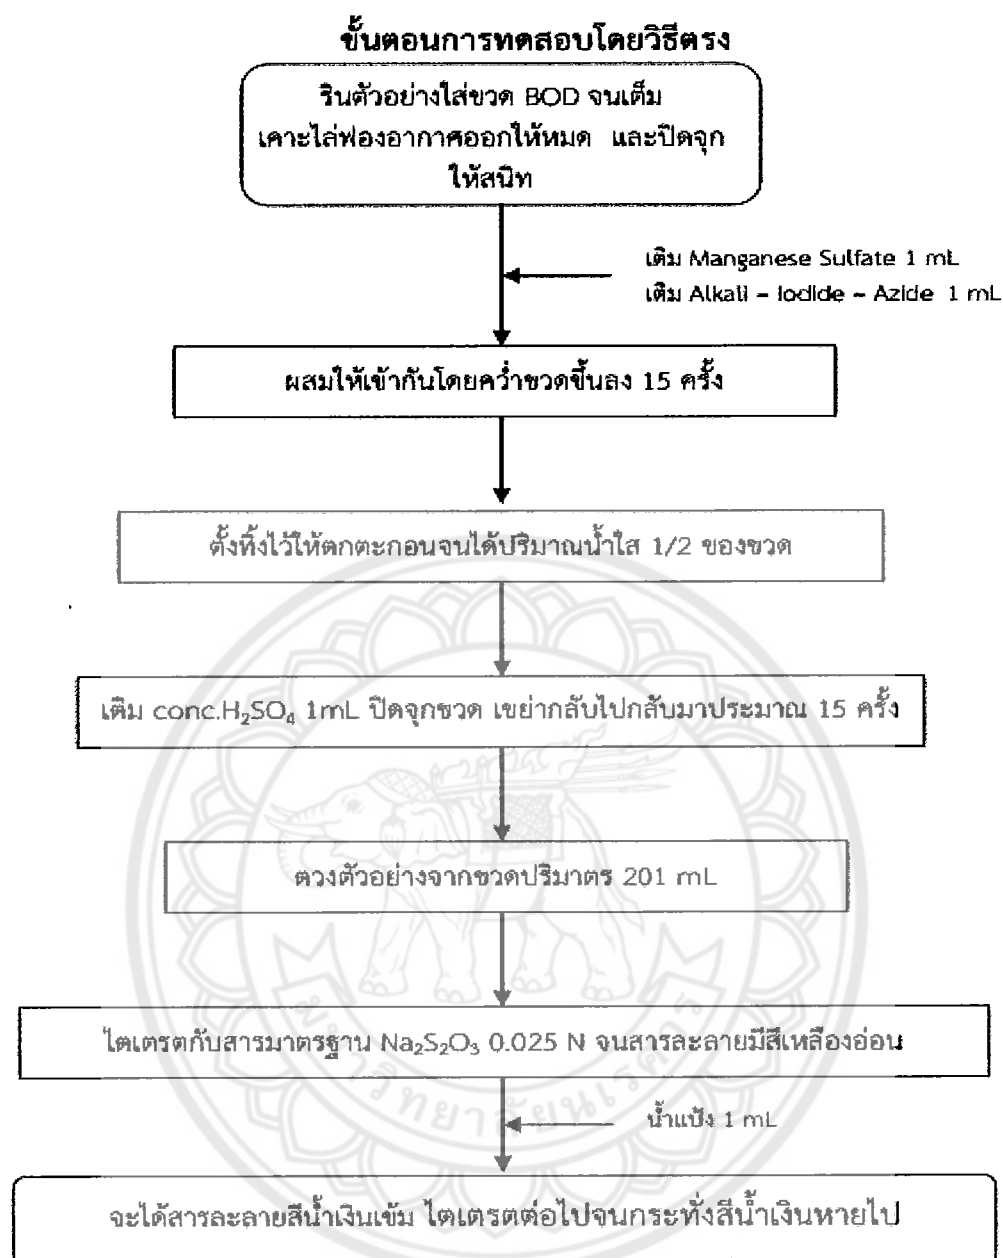 ขั้นตอนการทดสอบโดยวิธีตรง
รินตัวอย่างใส่ขวด BOD จนเต็ม
เคาะไล่ฟองอากาศออกให้หมด และปิดจุก
ให้สนิท
เติม Manganese Sulfate 1 mL
เติม Alkali – Iodide – Azide 1 mL
ผสมให้เข้ากันโดยคว่ำขวดขึ้นลง 15 ครั้ง
ตั้งทิ้งไว้ให้ตกตะกอนจนได้ปริมาณน้ำใส 1/2 ของขวด
เติม conc.H₂SO₄ 1mL ปิดจุกขวด เขย่ากลับไปกลับมาประมาณ 15 ครั้ง
ตวงตัวอย่างจากขวดปริมาตร 201 mL
ไตเตรตกับสารมาตรฐาน Na₂S₂O₃ 0.025 N จนสารละลายมีสีเหลืองอ่อน
น้ำแป้ง 1 mL
จะได้สารละลายสีน้ำเงินเข้ม ไตเตรตต่อไปจนกระทั่งสีน้ำเงินหายไป